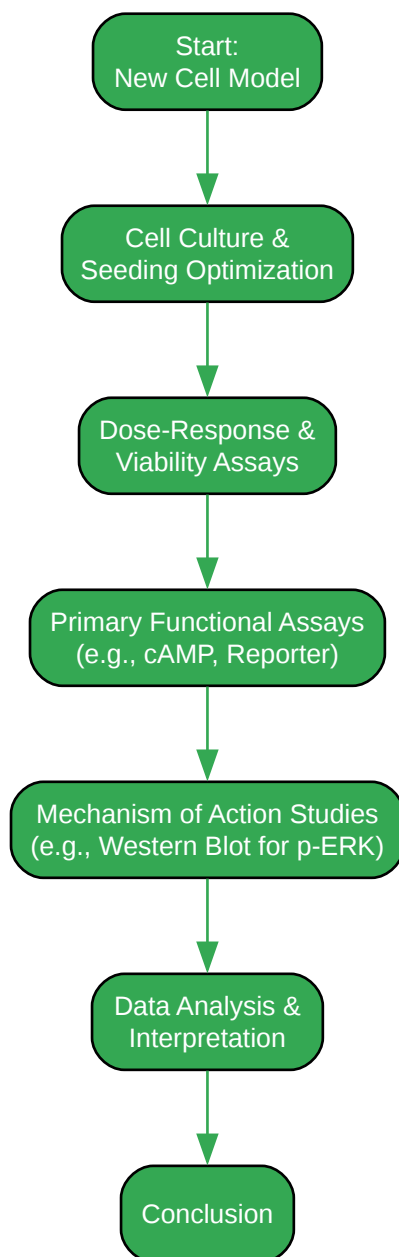 Start:
New Cell Model
Cell Culture &
Seeding Optimization
Dose-Response &
Viability Assays
Primary Functional Assays
(e.g., cAMP, Reporter)
Mechanism of Action Studies
(e.g., Western Blot for p-ERK)
Data Analysis &
Interpretation
Conclusion